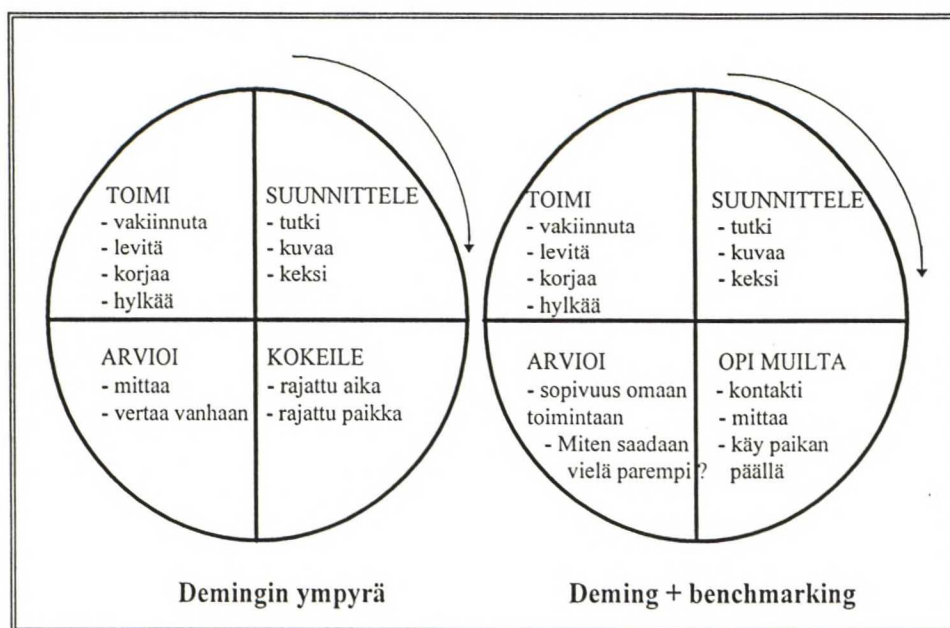 TOIMI
- vakiinnuta
- levitä
- korjaa
- hylkää
SUUNNITTELE
- tutki
- kuvaa
- keksi
ARVIOI
- mittaa
- vertaa vanhaan
KOKEILE
- rajattu aika
- rajattu paikka
Demingin ympyrä
TOIMI
- vakiinnuta
- levitä
- korjaa
- hylkää
SUUNNITTELE
- tutki
- kuvaa
- keksi
ARVIOI
- sopivuus omaan
toimintaan
- Miten saadaan
vielä parempi ?
OPI MUILTA
- kontakti
- mittaa
- käy paikan
päällä
Deming + benchmarking